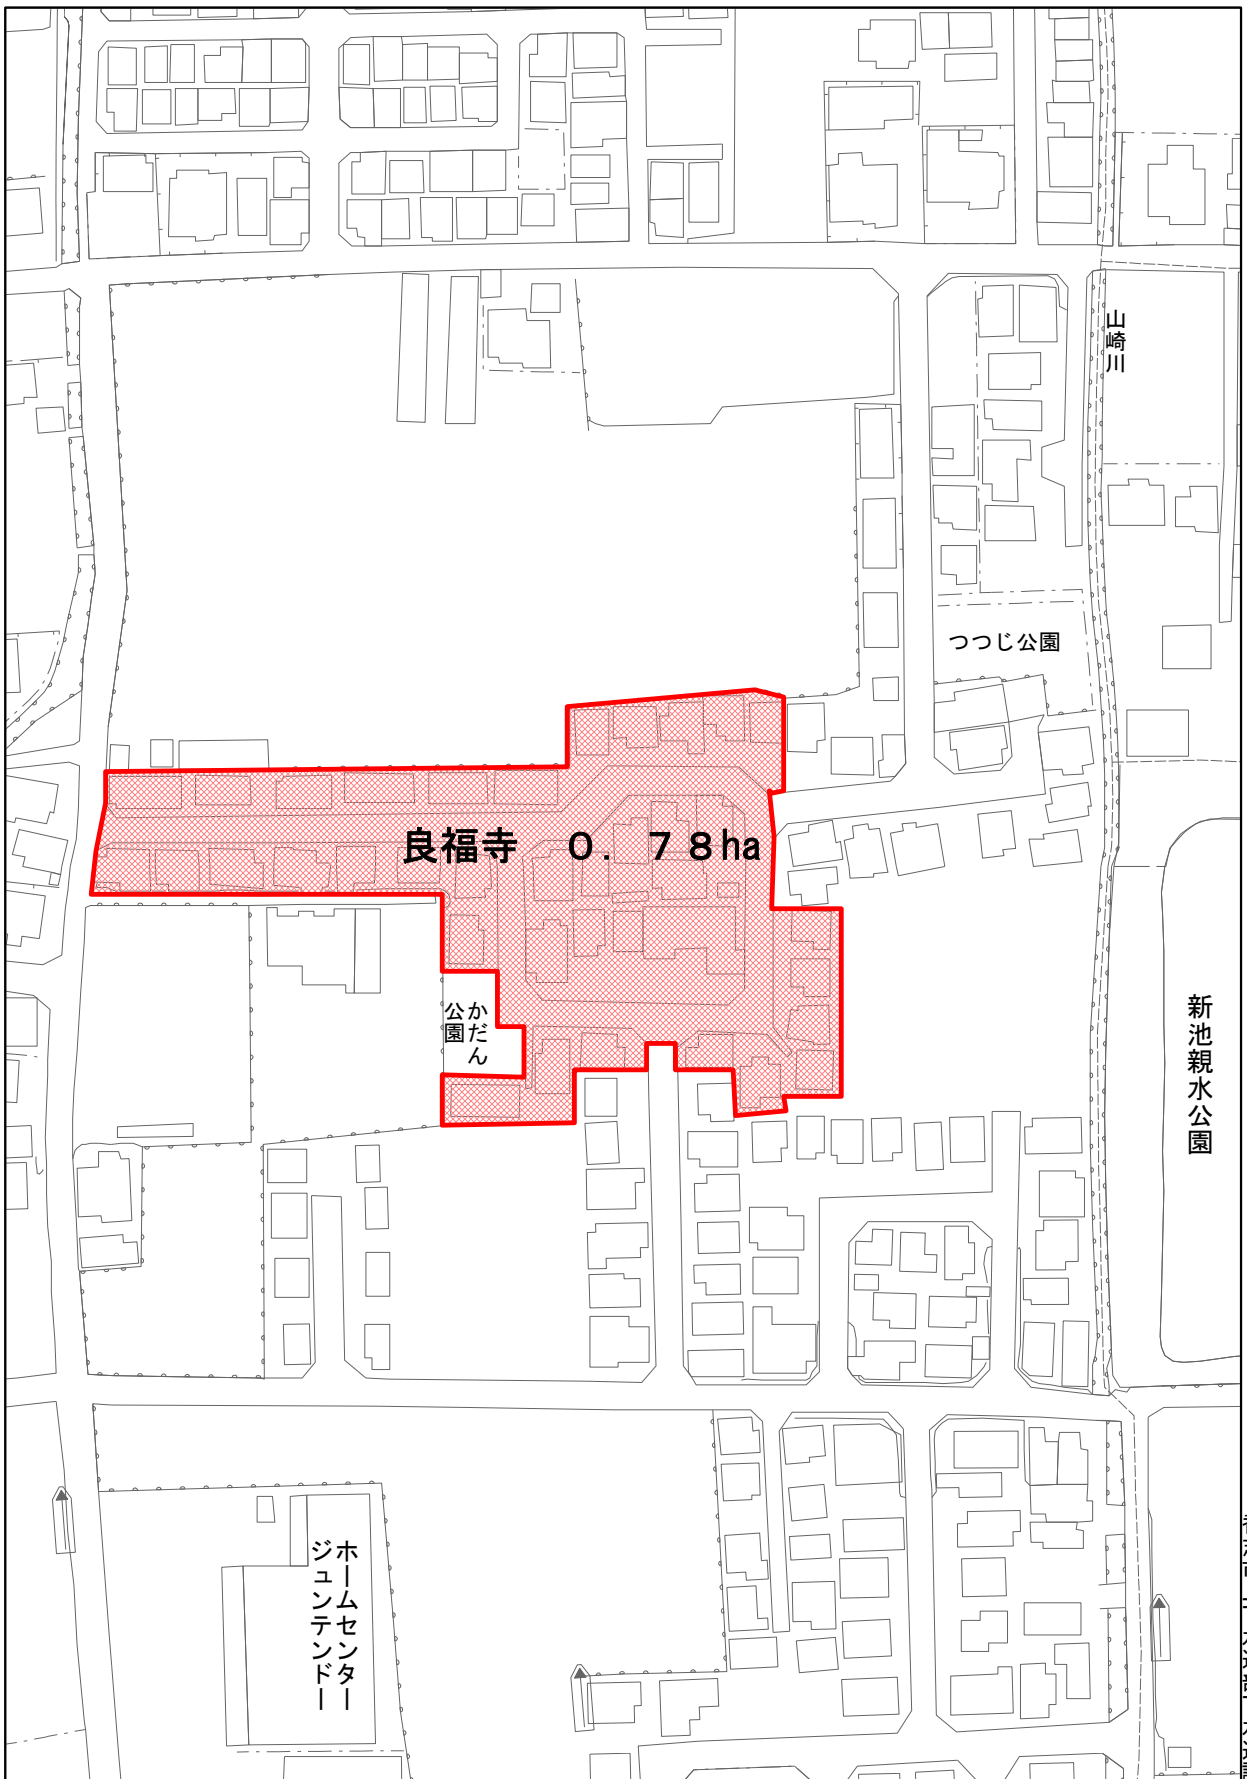 山崎川
つつじ公園
良福寺　０．７８ha
かだん
公園
新池親水公園
ホームセンター
ジュンテンドー